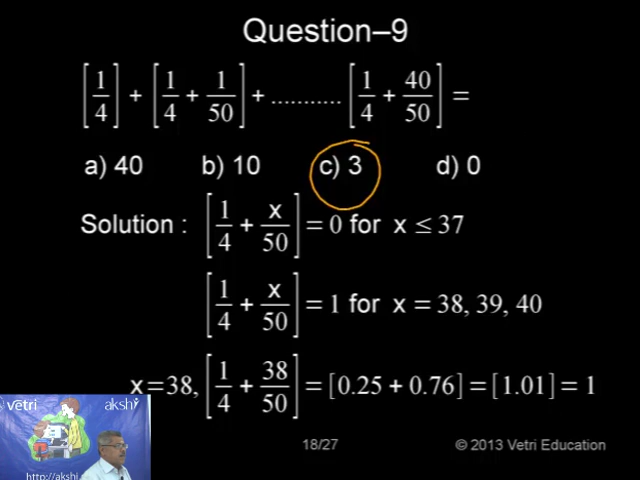 Question–9
[1/4] + [1/4 + 1/50] + ........... [1/4 + 40/50] =
a) 40 b) 10 c) 3 d) 0
Solution : [1/4 + x/50] = 0 for x ≤ 37
[1/4 + x/50] = 1 for x = 38, 39, 40
x = 38, [1/4 + 38/50] = [0.25 + 0.76] = [1.01] = 1
vetri akshi
http://akshi.
18/27 © 2013 Vetri Education